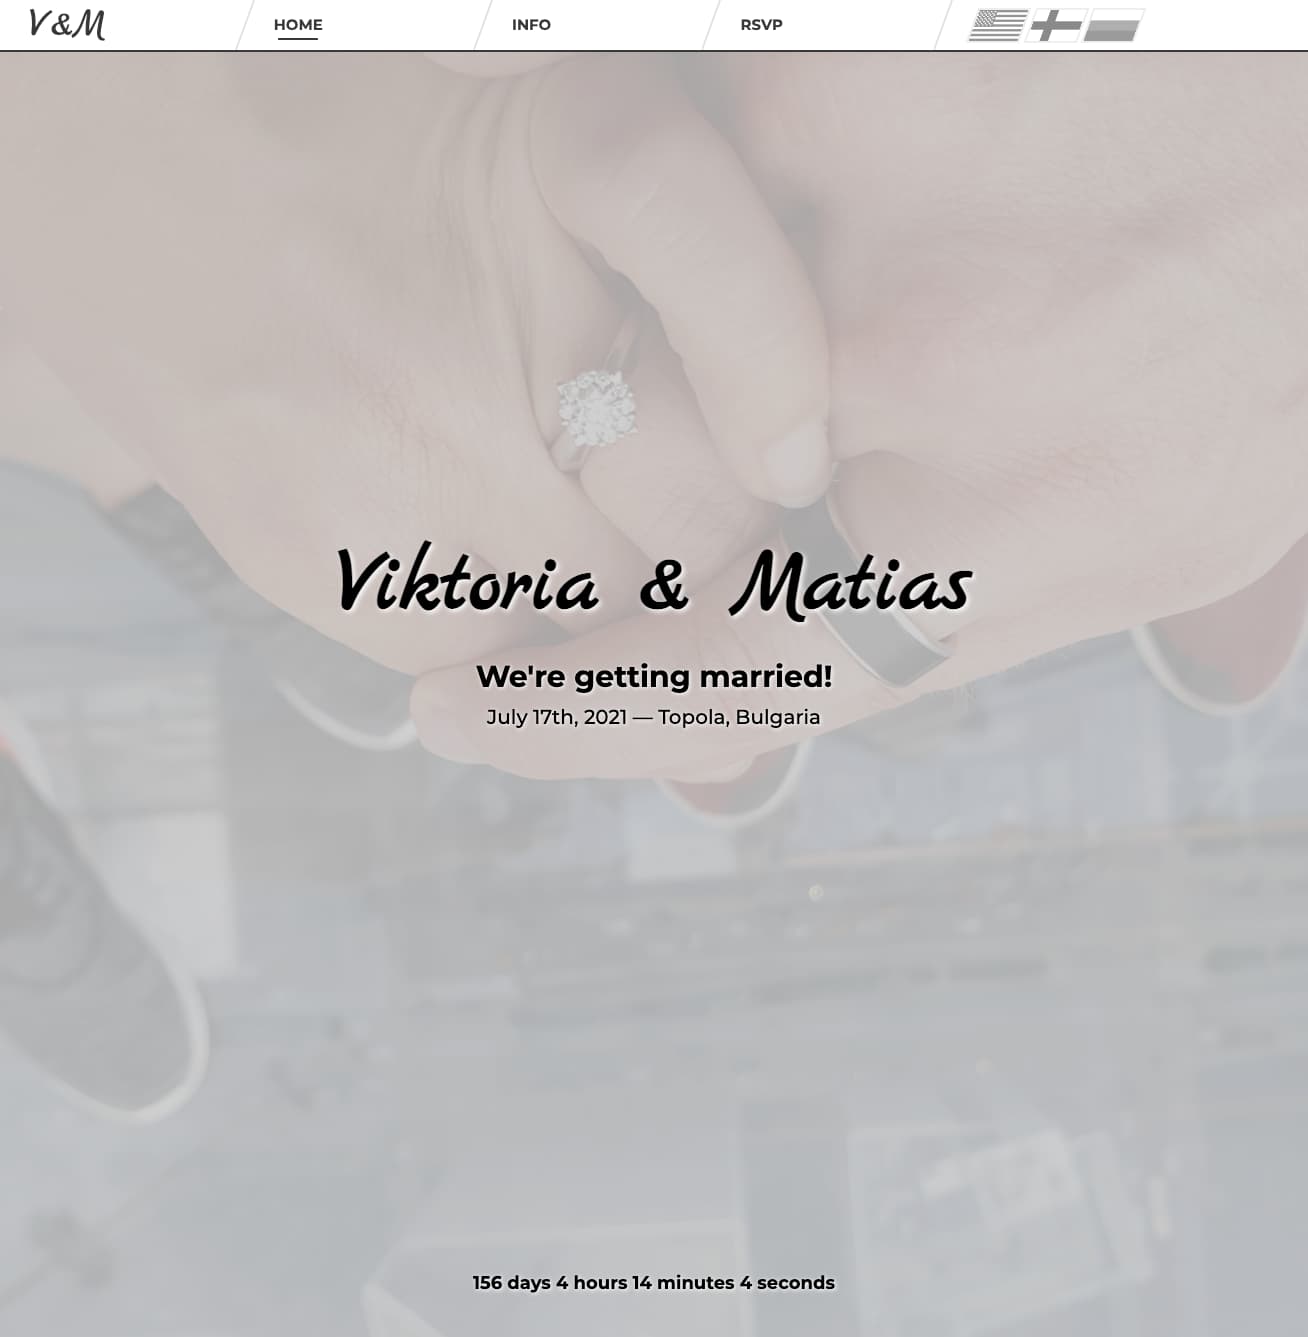 V&M
HOME
INFO
RSVP
Viktoria & Matias
We're getting married!
July 17th, 2021 — Topola, Bulgaria
156 days 4 hours 14 minutes 4 seconds